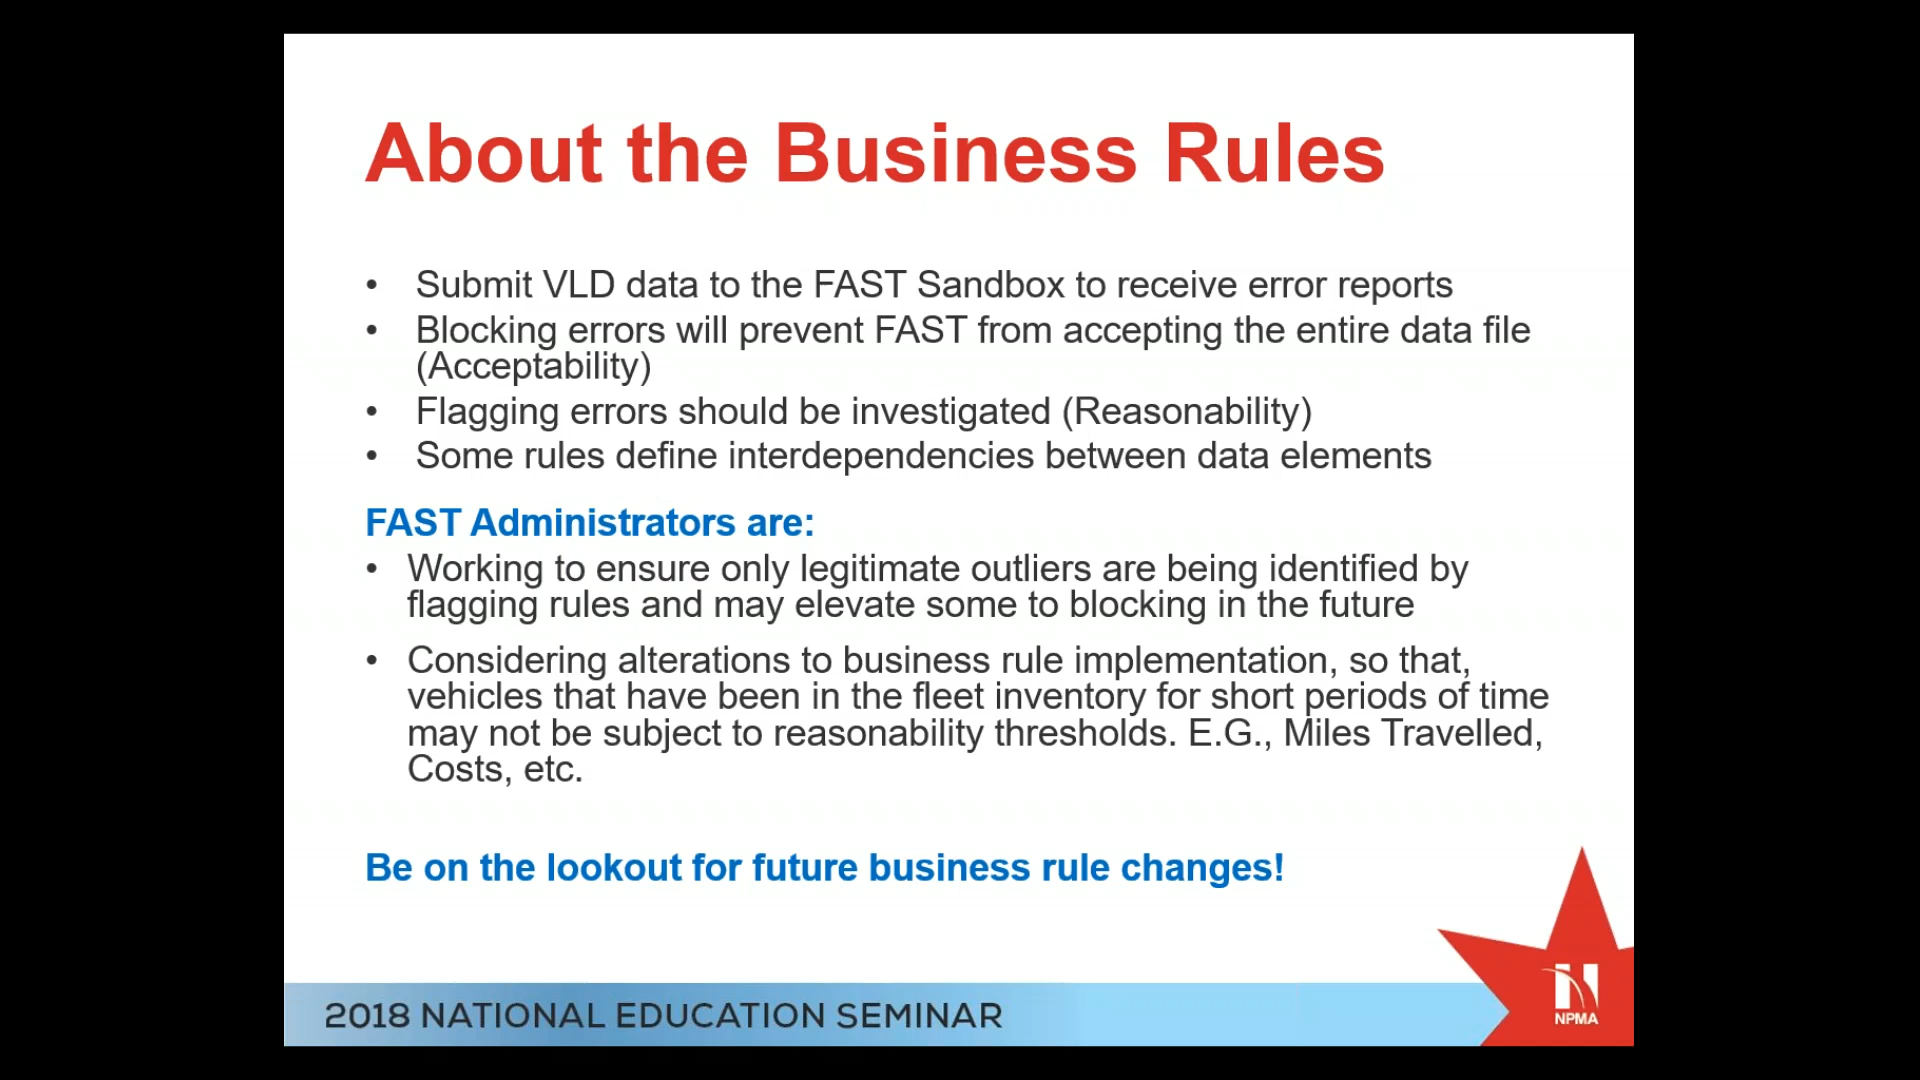 About the Business Rules
• Submit VLD data to the FAST Sandbox to receive error reports
• Blocking errors will prevent FAST from accepting the entire data file
(Acceptability)
• Flagging errors should be investigated (Reasonability)
• Some rules define interdependencies between data elements
FAST Administrators are:
• Working to ensure only legitimate outliers are being identified by
flagging rules and may elevate some to blocking in the future
• Considering alterations to business rule implementation, so that,
vehicles that have been in the fleet inventory for short periods of time
may not be subject to reasonability thresholds. E.G., Miles Travelled,
Costs, etc.
Be on the lookout for future business rule changes!
2018 NATIONAL EDUCATION SEMINAR
NPMA